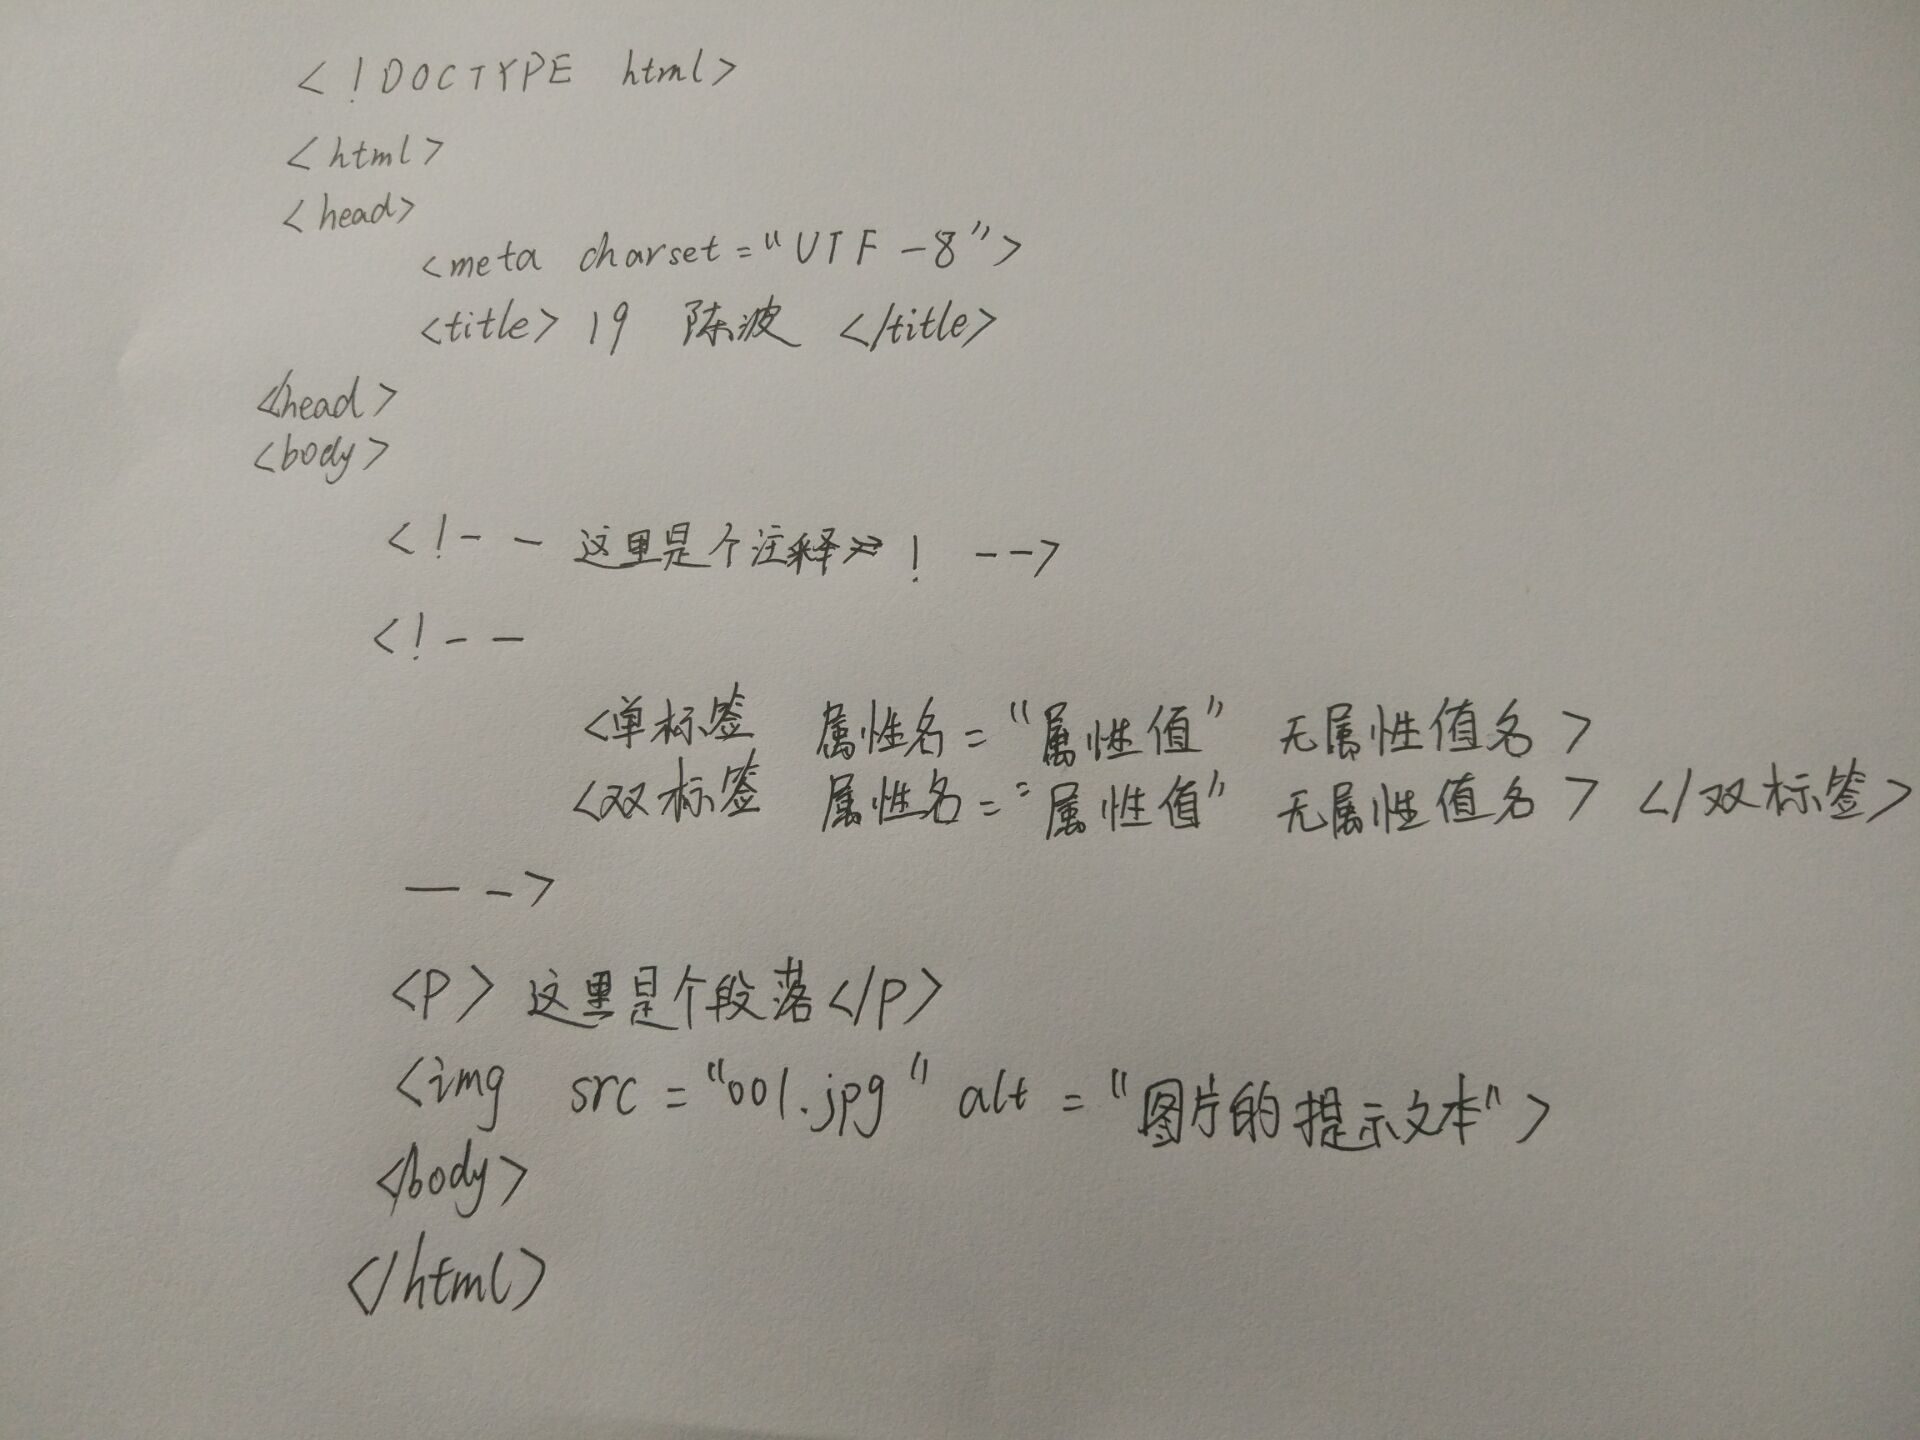 <!DOCTYPE html>
<html>
<head>
<meta charset="UTF-8">
<title>19 陈波 </title>
</head>
<body>
<!-- 这里是个注释! -->
<!--
<单标签 属性名="属性值" 无属性值名>
<双标签 属性名="属性值" 无属性值名></双标签>
-->
<p>这里是个段落</p>
<img src="001.jpg" alt="图片的提示文本">
</body>
</html>